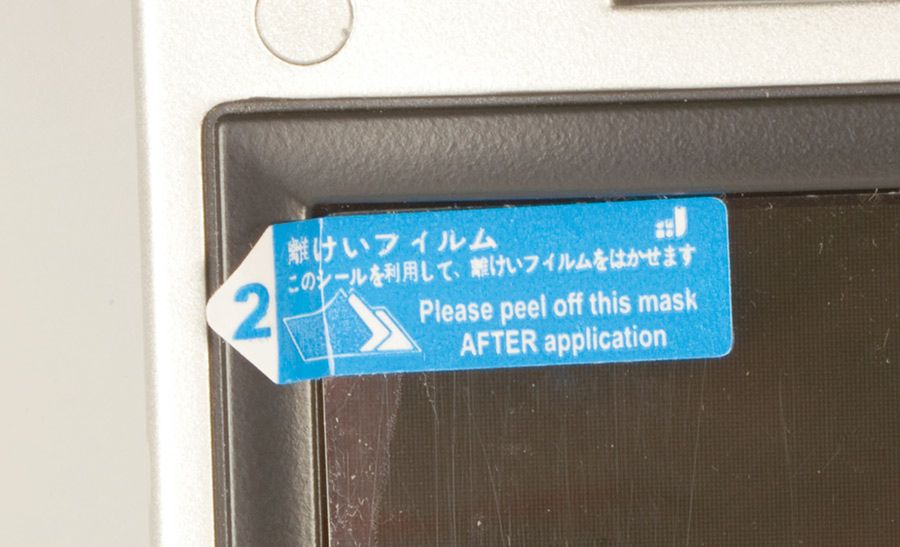 2
離けいフィルム
このシールを利用して、離けいフィルムをはかせます
Please peel off this mask
AFTER application